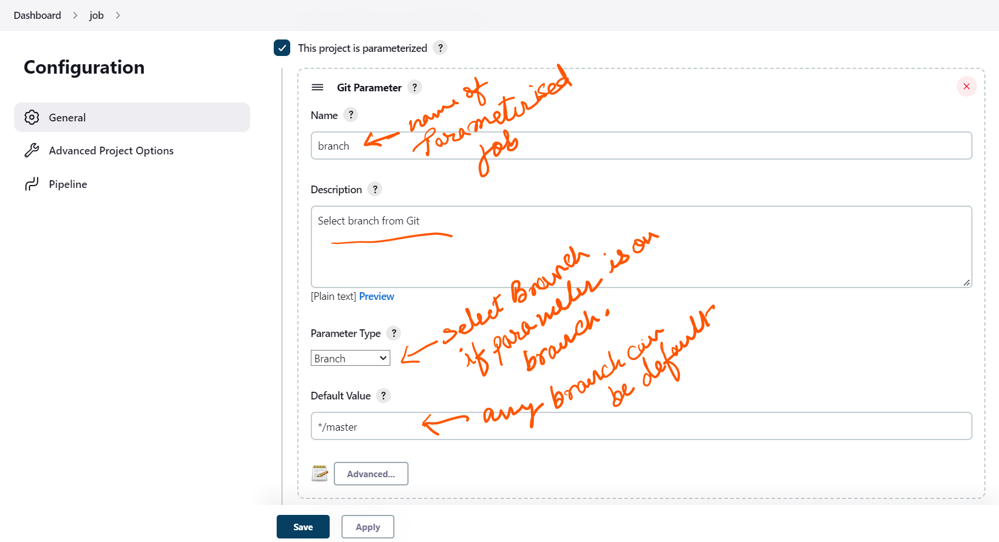 Dashboard > job >
Configuration
General
Advanced Project Options
Pipeline
This project is parameterized ?
Git Parameter ?
Name ?
branch
name of
Parameterised
job
Description ?
Select branch from Git
[Plain text] Preview
Parameter Type ?
Branch
select Branch
if parameter is on
branch.
Default Value ?
*/master
any branch can
be default
Advanced...
Save
Apply